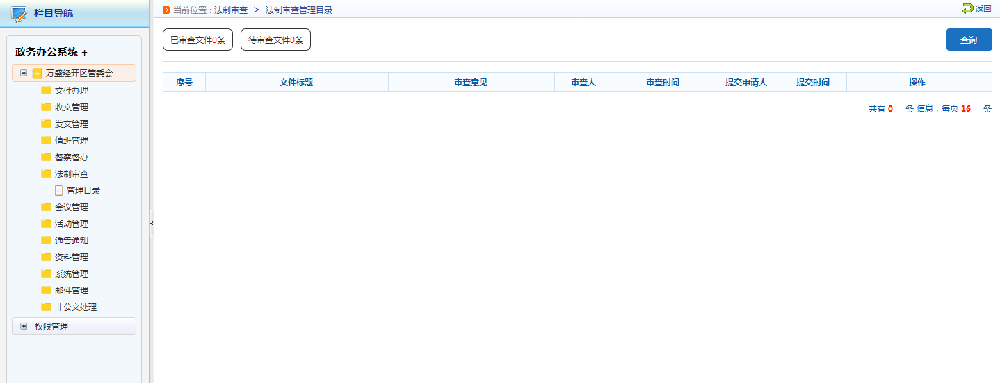 栏目导航
政务办公系统 +
万盛经开区管委会
文件办理
收文管理
发文管理
值班管理
督察督办
法制审查
管理目录
会议管理
活动管理
通告通知
资料管理
系统管理
邮件管理
非公文处理
权限管理
当前位置：法制审查 > 法制审查管理目录 返回
已审查文件0条 待审查文件0条 查询
序号 文件标题 审查意见 审查人 审查时间 提交申请人 提交时间 操作
共有 0 条 信息，每页 16 条